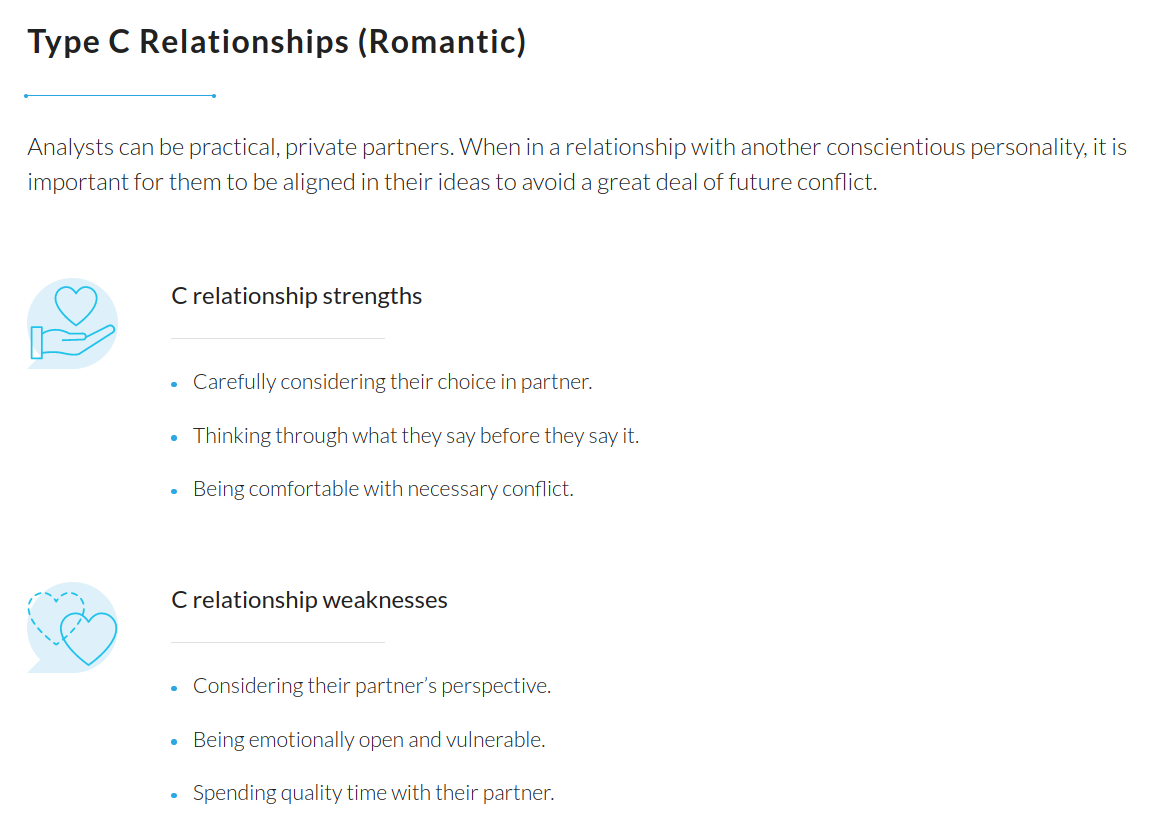 Type C Relationships (Romantic)
Analysts can be practical, private partners. When in a relationship with another conscientious personality, it is
important for them to be aligned in their ideas to avoid a great deal of future conflict.
C relationship strengths
Carefully considering their choice in partner.
Thinking through what they say before they say it.
Being comfortable with necessary conflict.
C relationship weaknesses
Considering their partner’s perspective.
Being emotionally open and vulnerable.
Spending quality time with their partner.